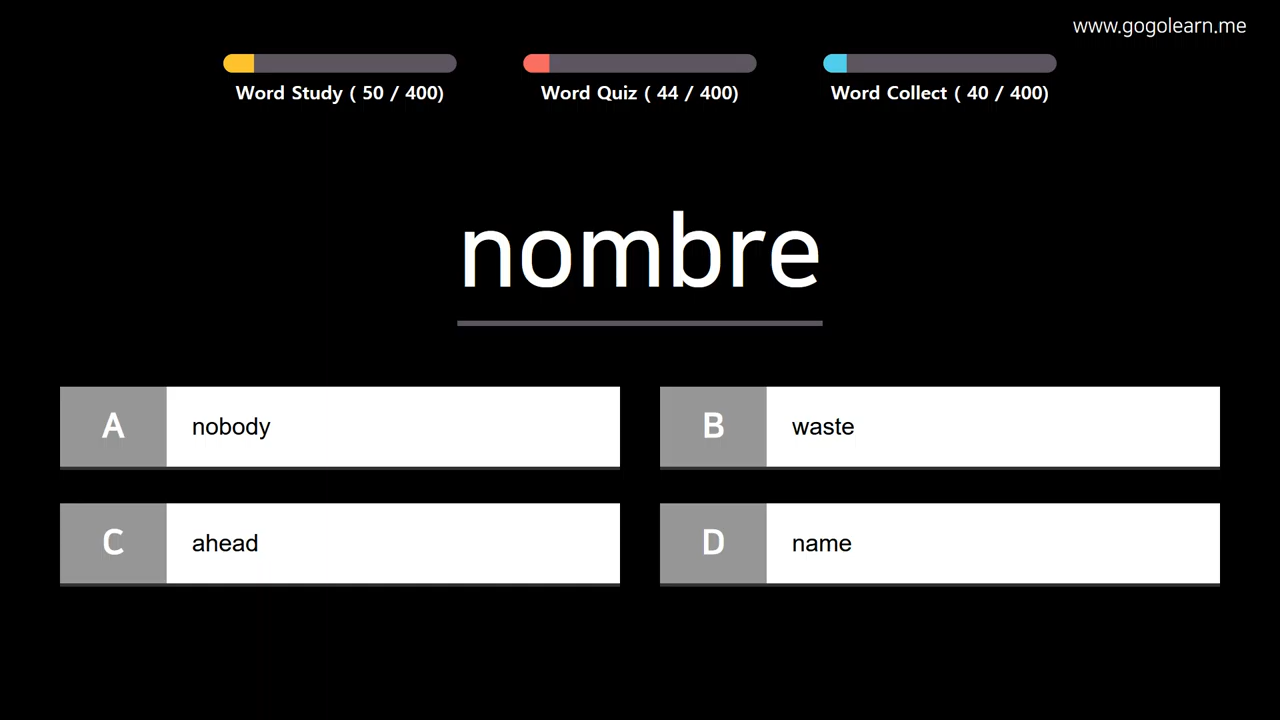 www.gogolearn.me
Word Study ( 50 / 400)
Word Quiz ( 44 / 400)
Word Collect ( 40 / 400)
nombre
A nobody
B waste
C ahead
D name